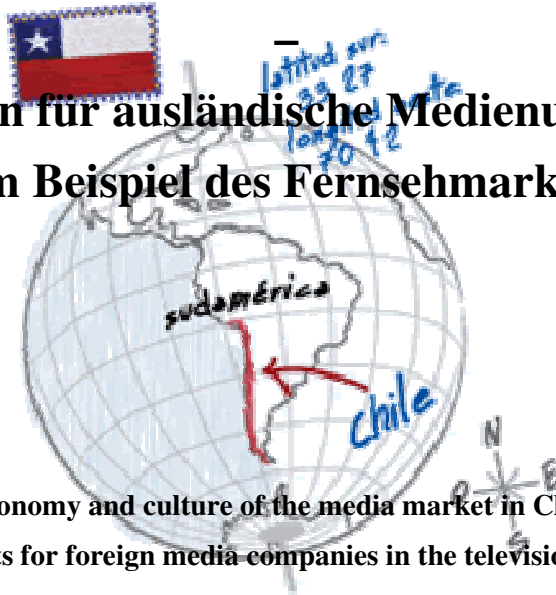 –
latitud sur:
33 27
n für ausländische Medienu
longitud oeste
70 42
m Beispiel des Fernsehmark
sudamérica
chile
N
O E
onomy and culture of the media market in C
S
ts for foreign media companies in the televisio